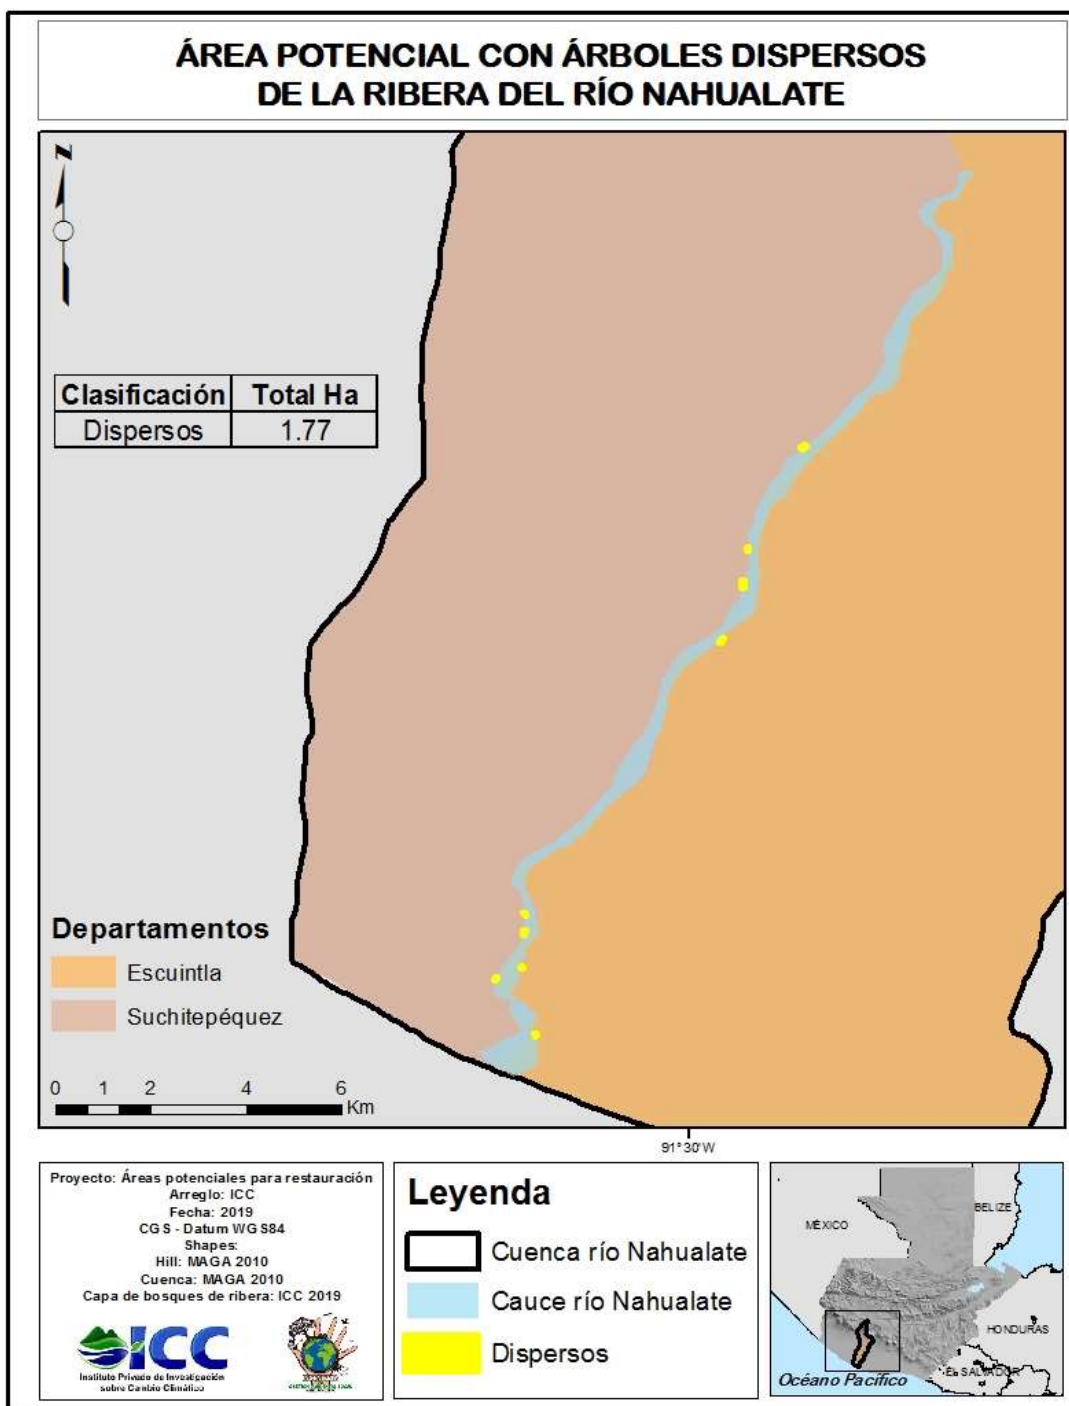 ÁREA POTENCIAL CON ÁRBOLES DISPERSOS
DE LA RIBERA DEL RÍO NAHUALATE
Z
Clasificación Total Ha
Dispersos 1.77
Departamentos
Escuintla
Suchitepéquez
0 1 2 4 6
Km
91°30'W
Proyecto: Áreas potenciales para restauración
Arreglo: ICC
Fecha: 2019
CGS - Datum WGS84
Shapes:
Hill: MAGA 2010
Cuenca: MAGA 2010
Capa de bosques de ribera: ICC 2019
ICC
Instituto Privado de Investigación
sobre Cambio Climático
Leyenda
Cuenca río Nahualate
Cauce río Nahualate
Dispersos
MÉXICO
BELIZE
HONDURAS
EL SALVADOR
Océano Pacífico